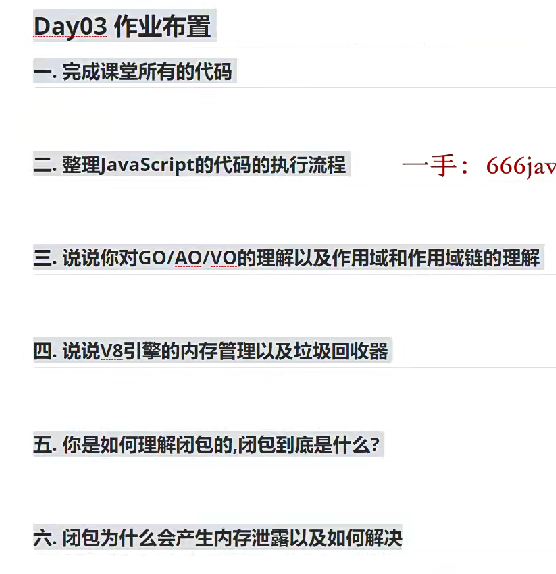 Day03 作业布置
一. 完成课堂所有的代码
二. 整理JavaScript的代码的执行流程
一手：666jav
三. 说说你对GO/AO/VO的理解以及作用域和作用域链的理解
四. 说说V8引擎的内存管理以及垃圾回收器
五. 你是如何理解闭包的,闭包到底是什么?
六. 闭包为什么会产生内存泄露以及如何解决